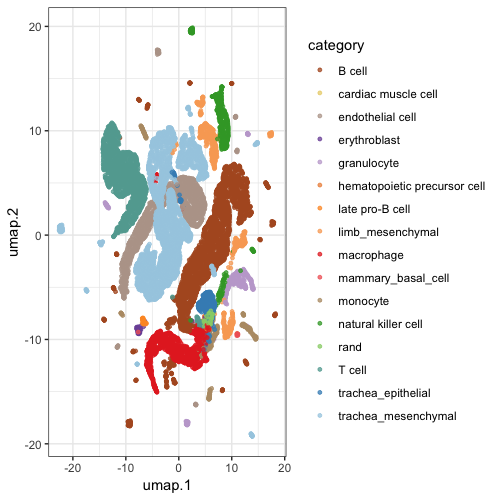 category
B cell
cardiac muscle cell
endothelial cell
erythroblast
granulocyte
hematopoietic precursor cell
late pro-B cell
limb_mesenchymal
macrophage
mammary_basal_cell
monocyte
natural killer cell
rand
T cell
trachea_epithelial
trachea_mesenchymal
umap.2
20
10
0
-10
-20
-20 -10 0 10 20
umap.1